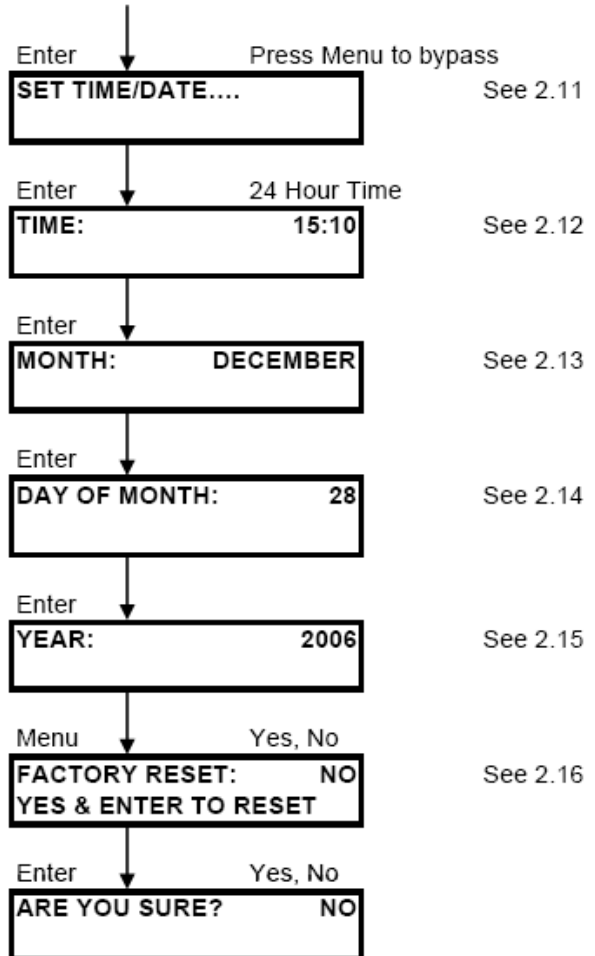 Enter Press Menu to bypass
SET TIME/DATE.... See 2.11
Enter 24 Hour Time
TIME: 15:10 See 2.12
Enter
MONTH: DECEMBER See 2.13
Enter
DAY OF MONTH: 28 See 2.14
Enter
YEAR: 2006 See 2.15
Menu Yes, No
FACTORY RESET: NO See 2.16
YES & ENTER TO RESET
Enter Yes, No
ARE YOU SURE? NO